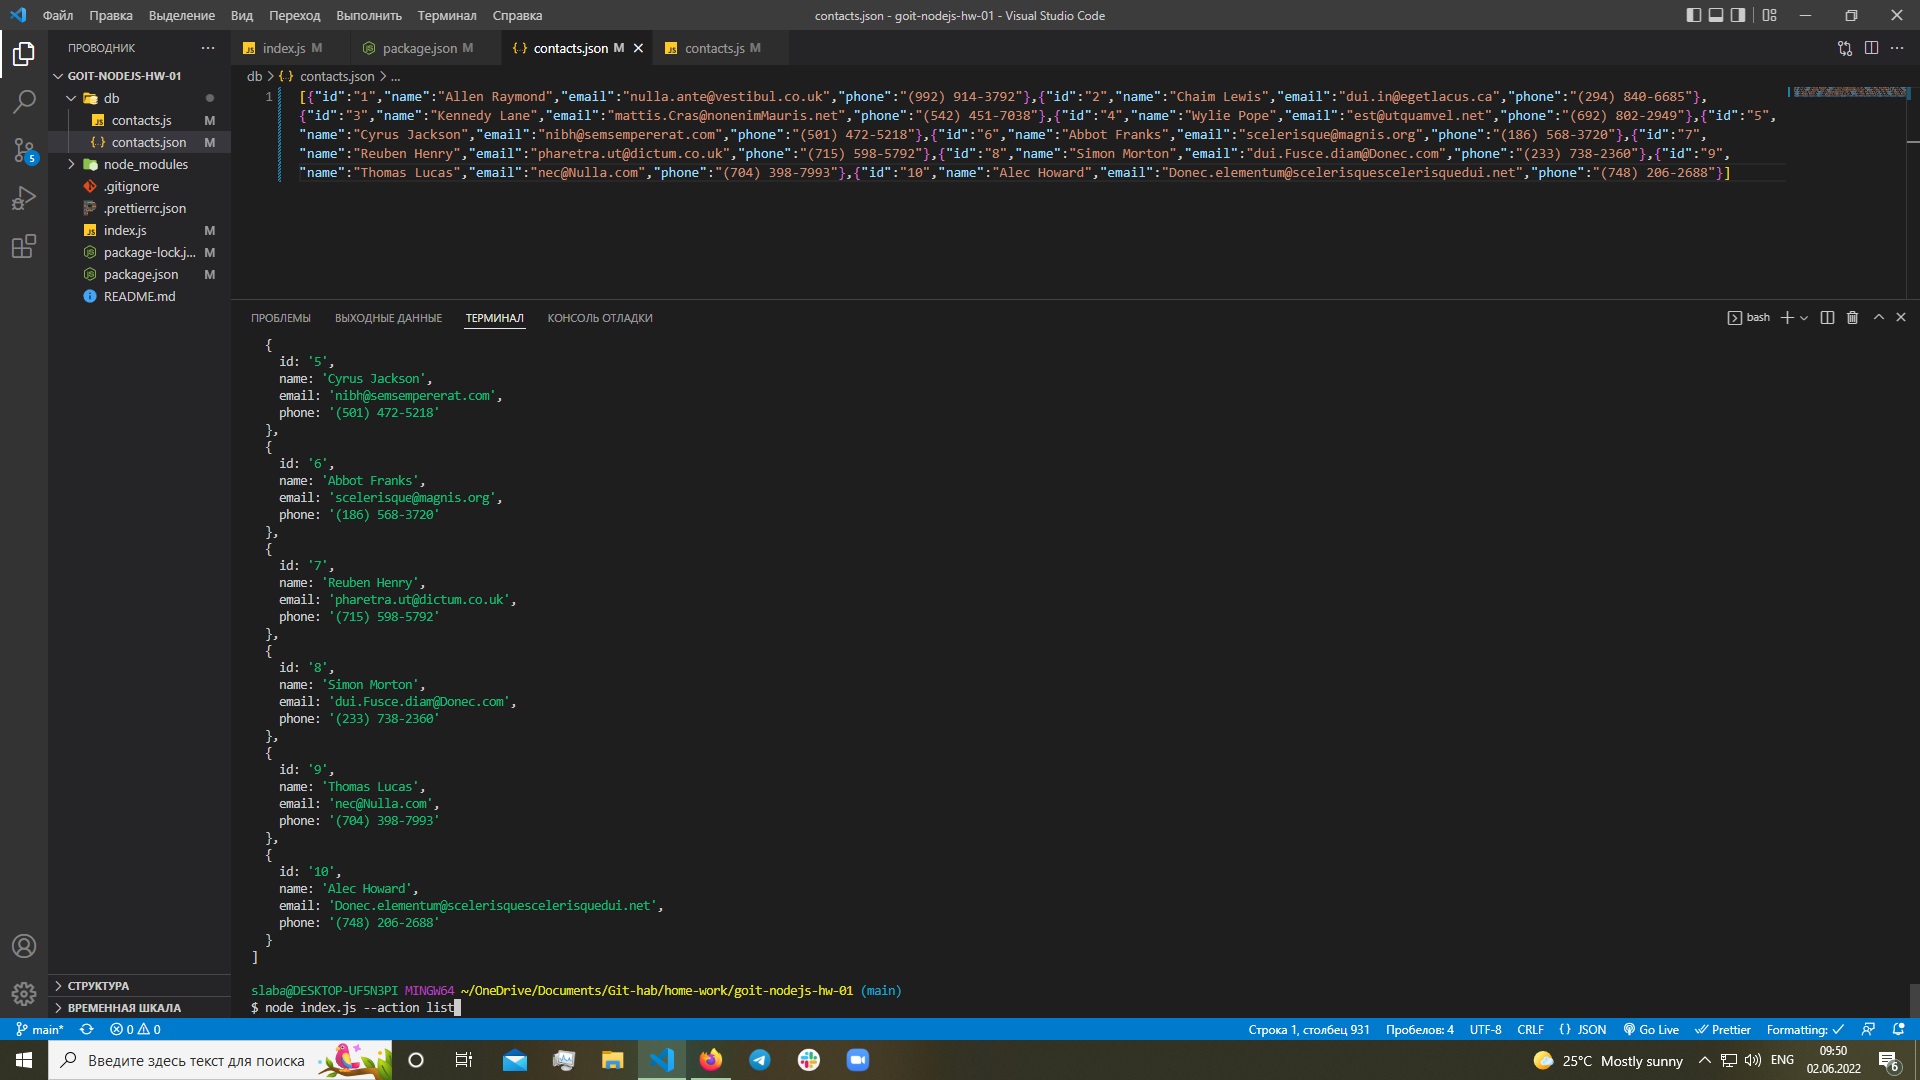 Файл Правка Выделение Вид Переход Выполнить Терминал Справка
contacts.json - goit-nodejs-hw-01 - Visual Studio Code
ПРОВОДНИК
GOIT-NODEJS-HW-01
db
contacts.js M
contacts.json M
node_modules
.gitignore
.prettierrc.json
index.js M
package-lock.j... M
package.json M
README.md
5
СТРУКТУРА
ВРЕМЕННАЯ ШКАЛА
index.js M package.json M contacts.json M contacts.js M
db > contacts.json > ...
1 [{"id":"1","name":"Allen Raymond","email":"nulla.ante@vestibul.co.uk","phone":"(992) 914-3792"},{"id":"2","name":"Chaim Lewis","email":"dui.in@egetlacus.ca","phone":"(294) 840-6685"},
{"id":"3","name":"Kennedy Lane","email":"mattis.Cras@nonenimMauris.net","phone":"(542) 451-7038"},{"id":"4","name":"Wylie Pope","email":"est@utquamvel.net","phone":"(692) 802-2949"},{"id":"5",
"name":"Cyrus Jackson","email":"nibh@semsempererat.com","phone":"(501) 472-5218"},{"id":"6","name":"Abbot Franks","email":"scelerisque@magnis.org","phone":"(186) 568-3720"},{"id":"7",
"name":"Reuben Henry","email":"pharetra.ut@dictum.co.uk","phone":"(715) 598-5792"},{"id":"8","name":"Simon Morton","email":"dui.Fusce.diam@Donec.com","phone":"(233) 738-2360"},{"id":"9",
"name":"Thomas Lucas","email":"nec@Nulla.com","phone":"(704) 398-7993"},{"id":"10","name":"Alec Howard","email":"Donec.elementum@scelerisquescelerisquedui.net","phone":"(748) 206-2688"}]
ПРОБЛЕМЫ ВЫХОДНЫЕ ДАННЫЕ ТЕРМИНАЛ КОНСОЛЬ ОТЛАДКИ
bash
{
id: '5',
name: 'Cyrus Jackson',
email: 'nibh@semsempererat.com',
phone: '(501) 472-5218'
},
{
id: '6',
name: 'Abbot Franks',
email: 'scelerisque@magnis.org',
phone: '(186) 568-3720'
},
{
id: '7',
name: 'Reuben Henry',
email: 'pharetra.ut@dictum.co.uk',
phone: '(715) 598-5792'
},
{
id: '8',
name: 'Simon Morton',
email: 'dui.Fusce.diam@Donec.com',
phone: '(233) 738-2360'
},
{
id: '9',
name: 'Thomas Lucas',
email: 'nec@Nulla.com',
phone: '(704) 398-7993'
},
{
id: '10',
name: 'Alec Howard',
email: 'Donec.elementum@scelerisquescelerisquedui.net',
phone: '(748) 206-2688'
}
]
slaba@DESKTOP-UF5N3PI MINGW64 ~/OneDrive/Documents/Git-hab/home-work/goit-nodejs-hw-01 (main)
$ node index.js --action list
main* 0 0
Строка 1, столбец 931 Пробелов: 4 UTF-8 CRLF {} JSON Go Live Prettier Formatting:
Введите здесь текст для поиска
25°C Mostly sunny
ENG
09:50
02.06.2022
6